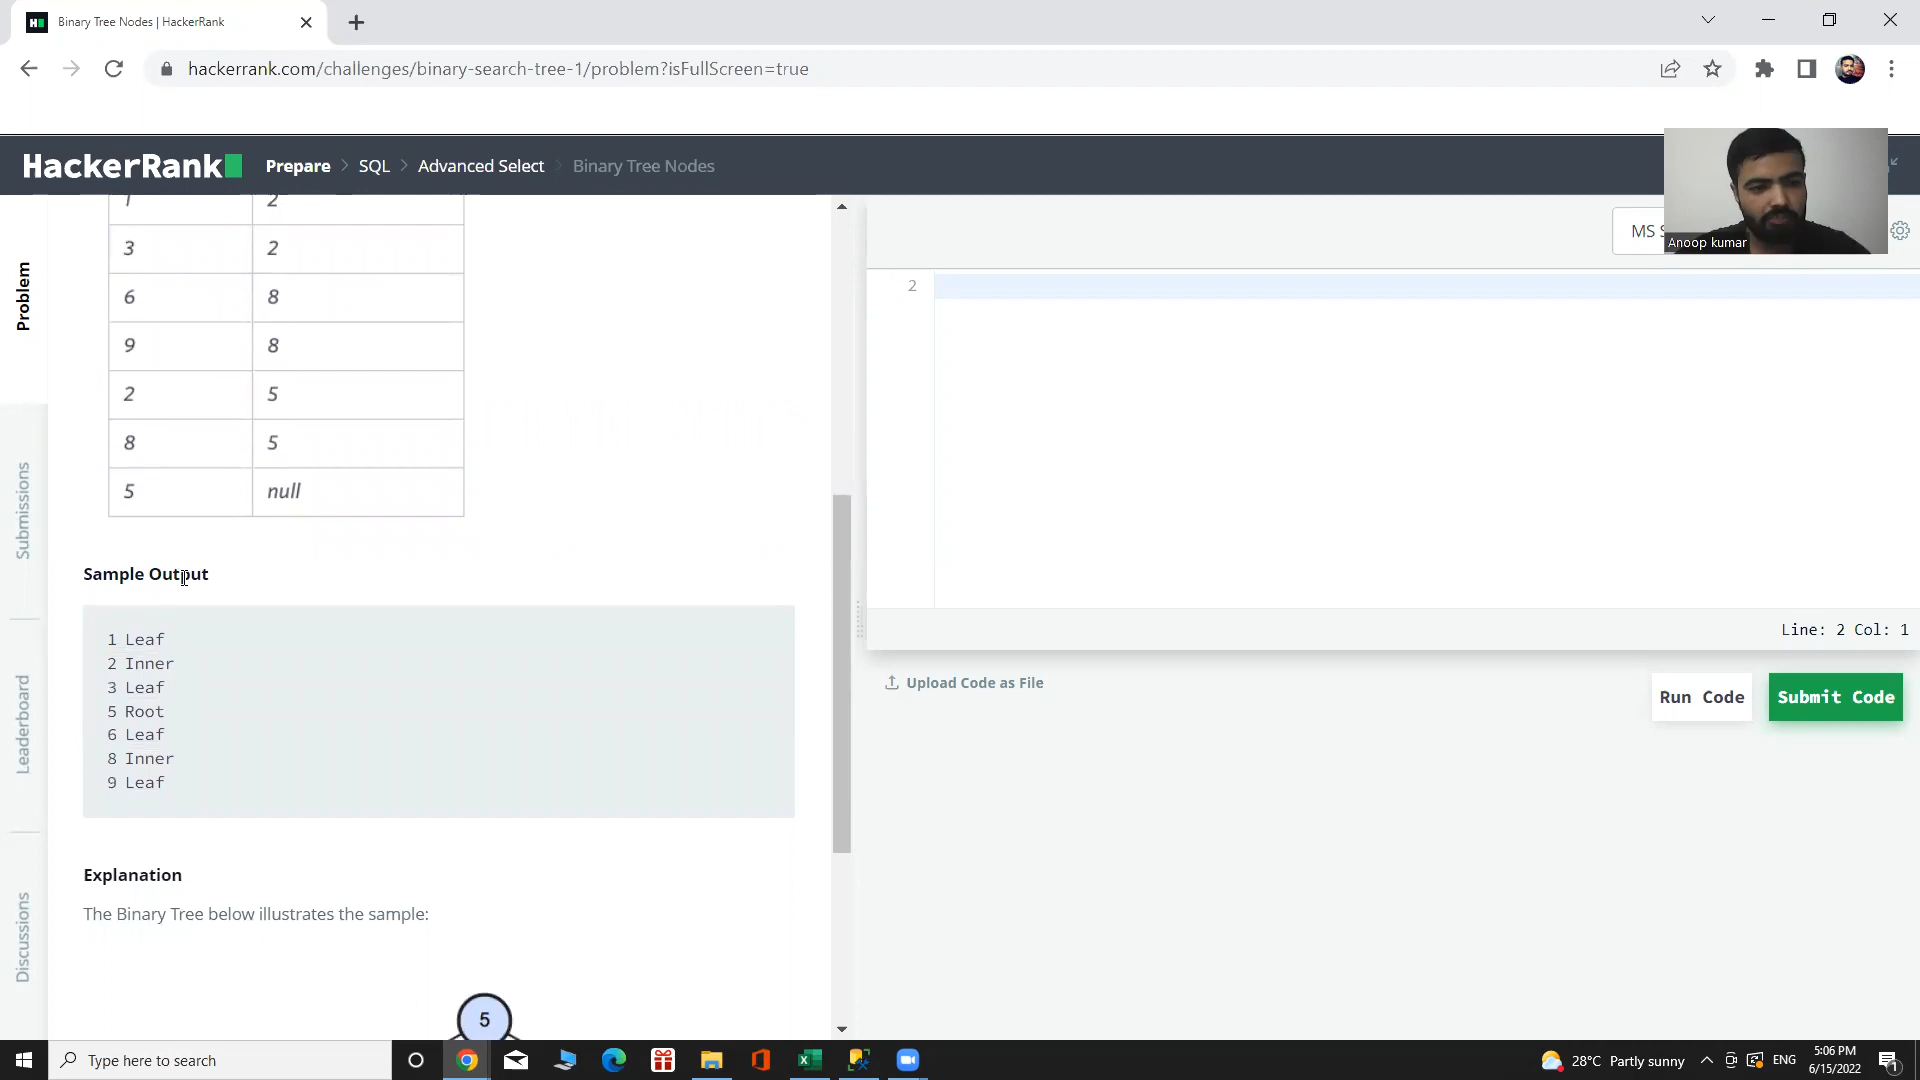 Binary Tree Nodes | HackerRank
hackerrank.com/challenges/binary-search-tree-1/problem?isFullScreen=true
HackerRank
Prepare > SQL > Advanced Select > Binary Tree Nodes
Problem
Submissions
Leaderboard
Discussions
1 2
3 2
6 8
9 8
2 5
8 5
5 null
Sample Output
1 Leaf
2 Inner
3 Leaf
5 Root
6 Leaf
8 Inner
9 Leaf
Explanation
The Binary Tree below illustrates the sample:
5
MS
Anoop kumar
2
Line: 2 Col: 1
Upload Code as File
Run Code
Submit Code
Type here to search
28°C Partly sunny
ENG
5:06 PM
6/15/2022
1